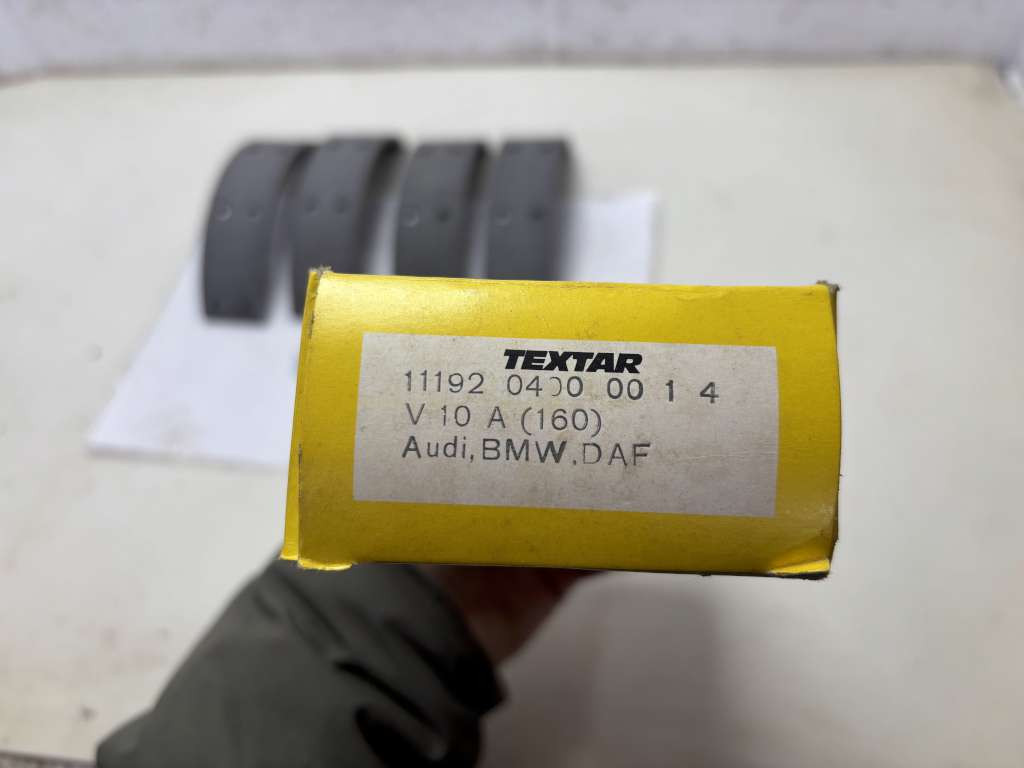 TEXTAR
11192 0400 00 1 4
V 10 A (160)
Audi, BMW, DAF